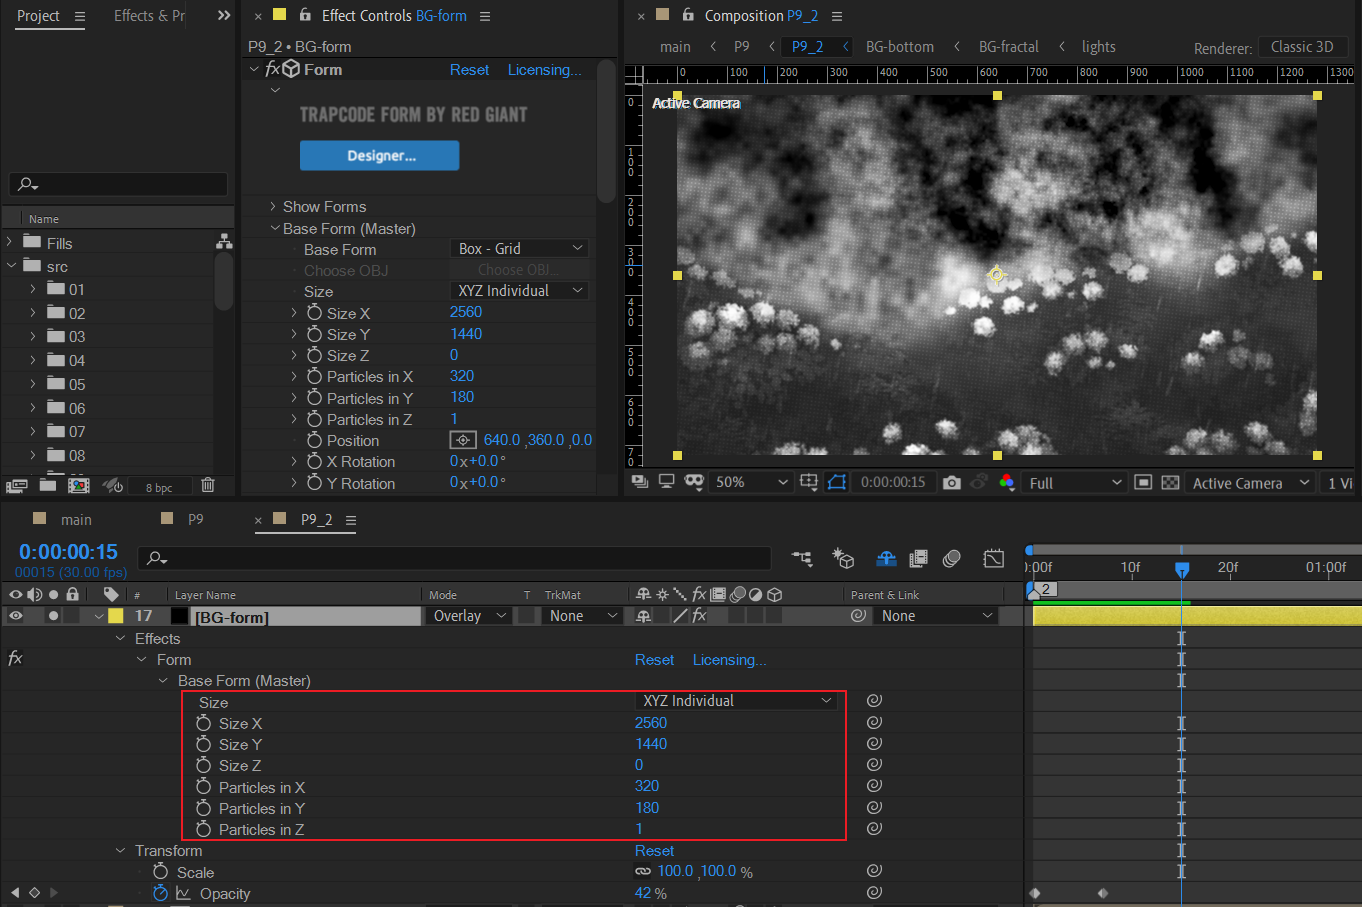 Project
Effects & Pr
Effect Controls BG-form
Composition P9_2
P9_2 • BG-form
main
P9
P9_2
BG-bottom
BG-fractal
lights
Renderer:
Classic 3D
fx Form
Reset
Licensing...
0 100 200 300 400 500 600 700 800 900 1000 1100 1200 1300
TRAPCODE FORM BY RED GIANT
Designer...
Active Camera
0
100
200
300
400
500
600
70
Name
Fills
src
01
02
03
04
05
06
07
08
8 bpc
Show Forms
Base Form (Master)
Base Form
Box - Grid
Choose OBJ
Choose OBJ...
Size
XYZ Individual
Size X
2560
Size Y
1440
Size Z
0
Particles in X
320
Particles in Y
180
Particles in Z
1
Position
640.0 ,360.0 ,0.0
X Rotation
0x+0.0°
Y Rotation
0x+0.0°
50%
0:00:00:15
Full
Active Camera
1 Vi
main
P9
P9_2
0:00:00:15
00015 (30.00 fps)
):00f
10f
20f
01:00f
2
#
Layer Name
Mode
T
TrkMat
fx
Parent & Link
17
[BG-form]
Overlay
None
fx
None
Effects
fx
Form
Reset
Licensing...
Base Form (Master)
Size
XYZ Individual
Size X
2560
Size Y
1440
Size Z
0
Particles in X
320
Particles in Y
180
Particles in Z
1
Transform
Reset
Scale
100.0 ,100.0 %
Opacity
42 %